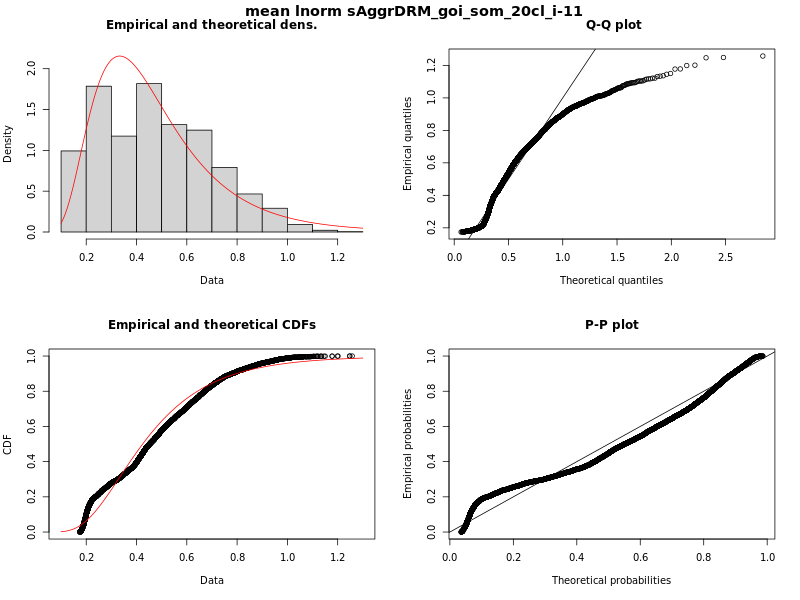 mean lnorm sAggrDRM_goi_som_20cl_i-11
Empirical and theoretical dens.
Density
0.0 0.5 1.0 1.5 2.0
0.2 0.4 0.6 0.8 1.0 1.2
Data
Q-Q plot
Empirical quantiles
0.2 0.4 0.6 0.8 1.0 1.2
0.0 0.5 1.0 1.5 2.0 2.5
Theoretical quantiles
Empirical and theoretical CDFs
CDF
0.0 0.2 0.4 0.6 0.8 1.0
0.2 0.4 0.6 0.8 1.0 1.2
Data
P-P plot
Empirical probabilities
0.0 0.2 0.4 0.6 0.8 1.0
0.0 0.2 0.4 0.6 0.8 1.0
Theoretical probabilities